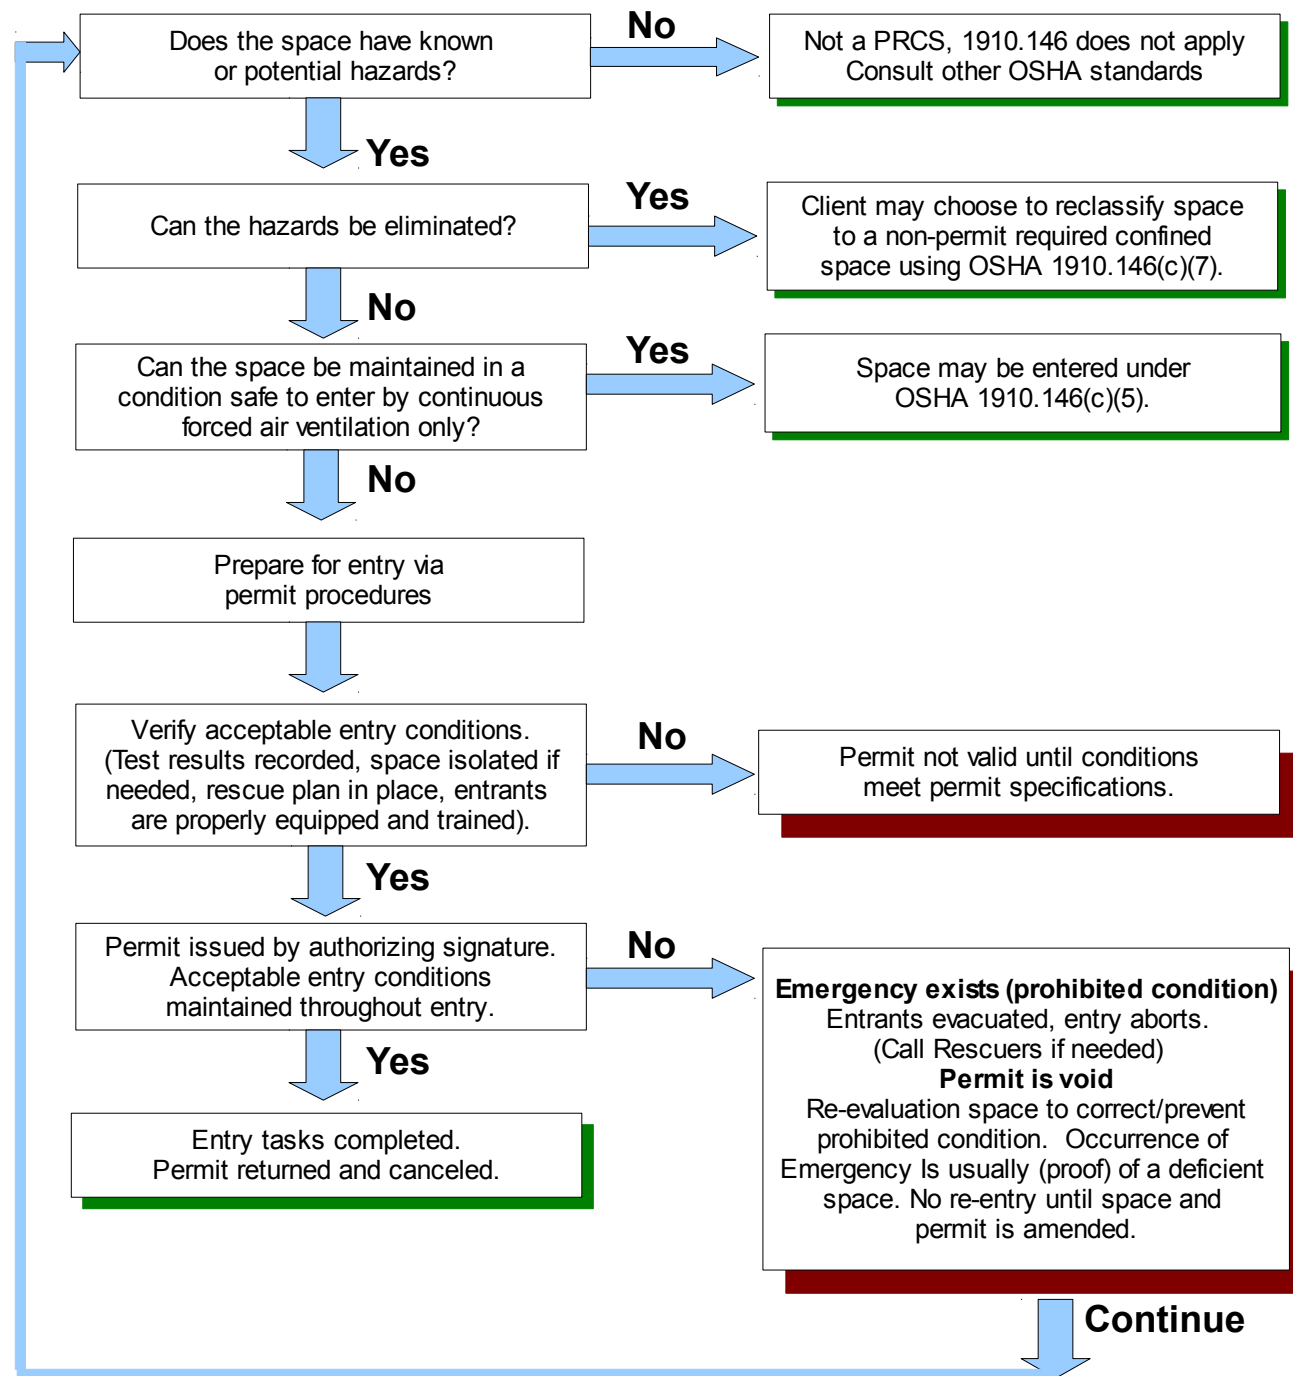 Does the space have known
or potential hazards?
No
Not a PRCS, 1910.146 does not apply
Consult other OSHA standards
Yes
Can the hazards be eliminated?
Yes
Client may choose to reclassify space
to a non-permit required confined
space using OSHA 1910.146(c)(7).
No
Can the space be maintained in a
condition safe to enter by continuous
forced air ventilation only?
Yes
Space may be entered under
OSHA 1910.146(c)(5).
No
Prepare for entry via
permit procedures
Verify acceptable entry conditions.
(Test results recorded, space isolated if
needed, rescue plan in place, entrants
are properly equipped and trained).
No
Permit not valid until conditions
meet permit specifications.
Yes
Permit issued by authorizing signature.
Acceptable entry conditions
maintained throughout entry.
No
Emergency exists (prohibited condition)
Entrants evacuated, entry aborts.
(Call Rescuers if needed)
Permit is void
Re-evaluation space to correct/prevent
prohibited condition. Occurrence of
Emergency Is usually (proof) of a deficient
space. No re-entry until space and
permit is amended.
Yes
Entry tasks completed.
Permit returned and canceled.
Continue